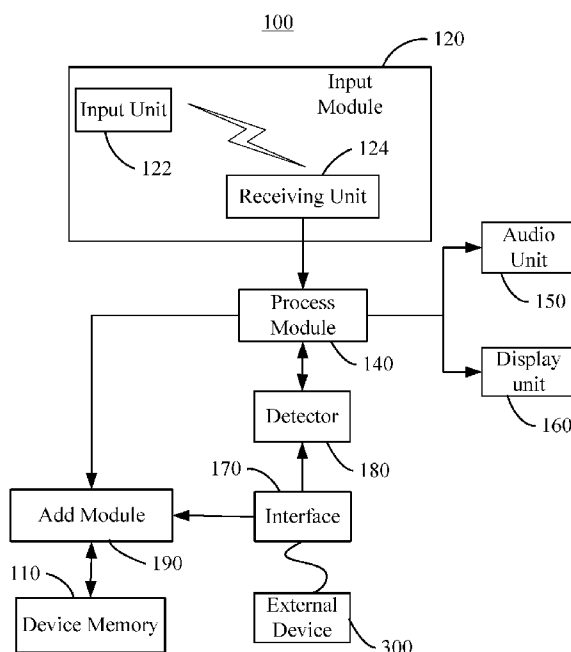 100
120
Input
Module
Input Unit
122
124
Receiving Unit
Audio
Unit
150
Process
Module
140
Display
unit
160
Detector
180
170
Interface
Add Module
190
110
Device Memory
External
Device
300